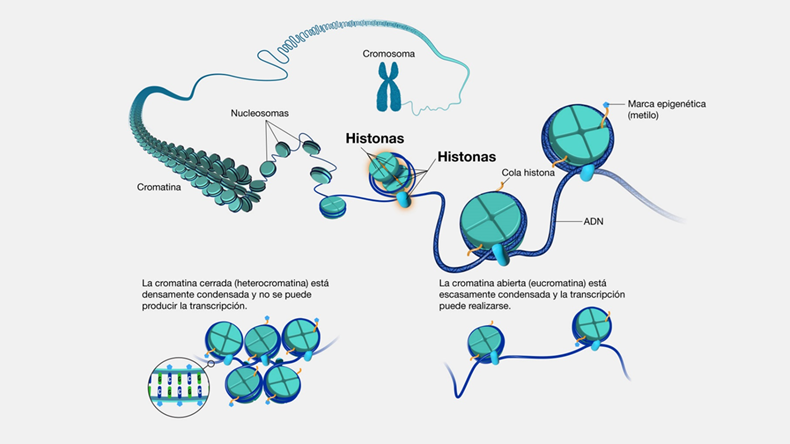 Cromosoma
Nucleosomas
Histonas
Histonas
Marca epigenética
(metilo)
Cola histona
Cromatina
ADN
La cromatina cerrada (heterocromatina) está
densamente condensada y no se puede
producir la transcripción.
La cromatina abierta (eucromatina) está
escasamente condensada y la transcripción
puede realizarse.